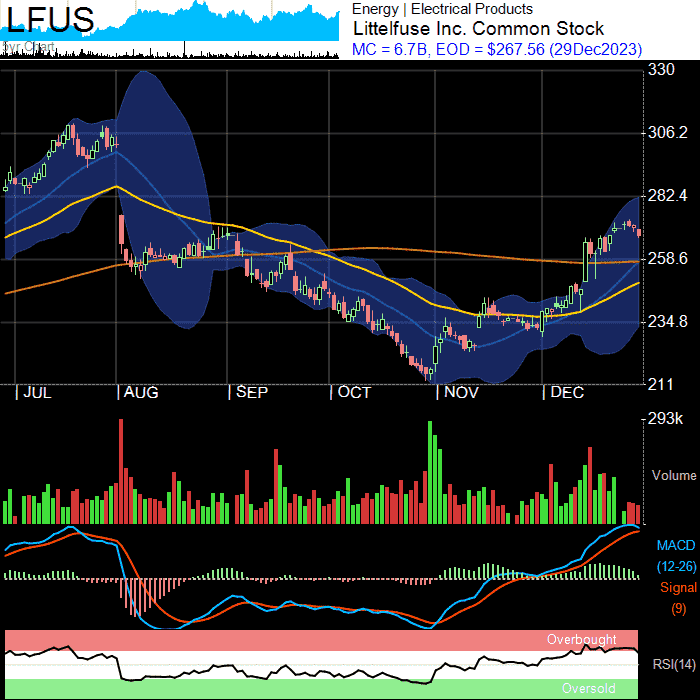 LFUS
5yr Chart
Energy | Electrical Products
Littelfuse Inc. Common Stock
MC = 6.7B, EOD = $267.56 (29Dec2023)
330
306.2
282.4
258.6
234.8
211
JUL AUG SEP OCT NOV DEC
293k
Volume
MACD
(12-26)
Signal
(9)
Overbought
RSI(14)
Oversold